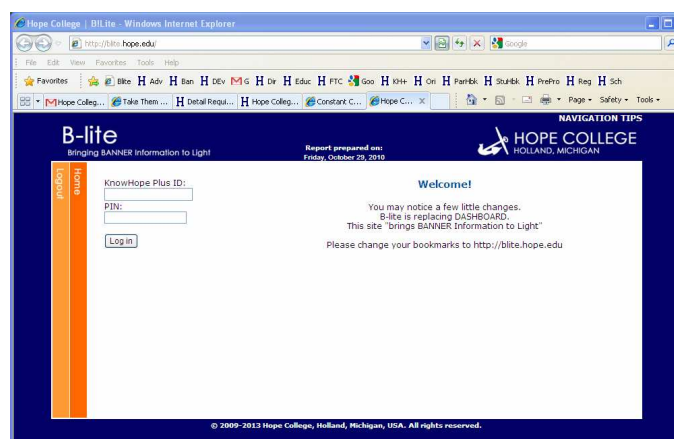 Hope College | B!Lite - Windows Internet Explorer
http://blite.hope.edu/
Google
File Edit View Favorites Tools Help
Favorites Blite Adv Ban DEv G Dir Educ FTC Goo KH+ Ori ParHbk StuHbk PrePro Reg Sch
Hope Colleg... Take Them ... Detail Requi... Hope Colleg... Constant C... Hope C... X Page Safety Tools
NAVIGATION TIPS
B-lite
Bringing BANNER Information to Light
Report prepared on:
Friday, October 29, 2010
HOPE COLLEGE
HOLLAND, MICHIGAN
Home
Logout
KnowHope Plus ID:
PIN:
Log in
Welcome!
You may notice a few little changes.
B-lite is replacing DASHBOARD.
This site "brings BANNER Information to Light"
Please change your bookmarks to http://blite.hope.edu
© 2009-2013 Hope College, Holland, Michigan, USA. All rights reserved.